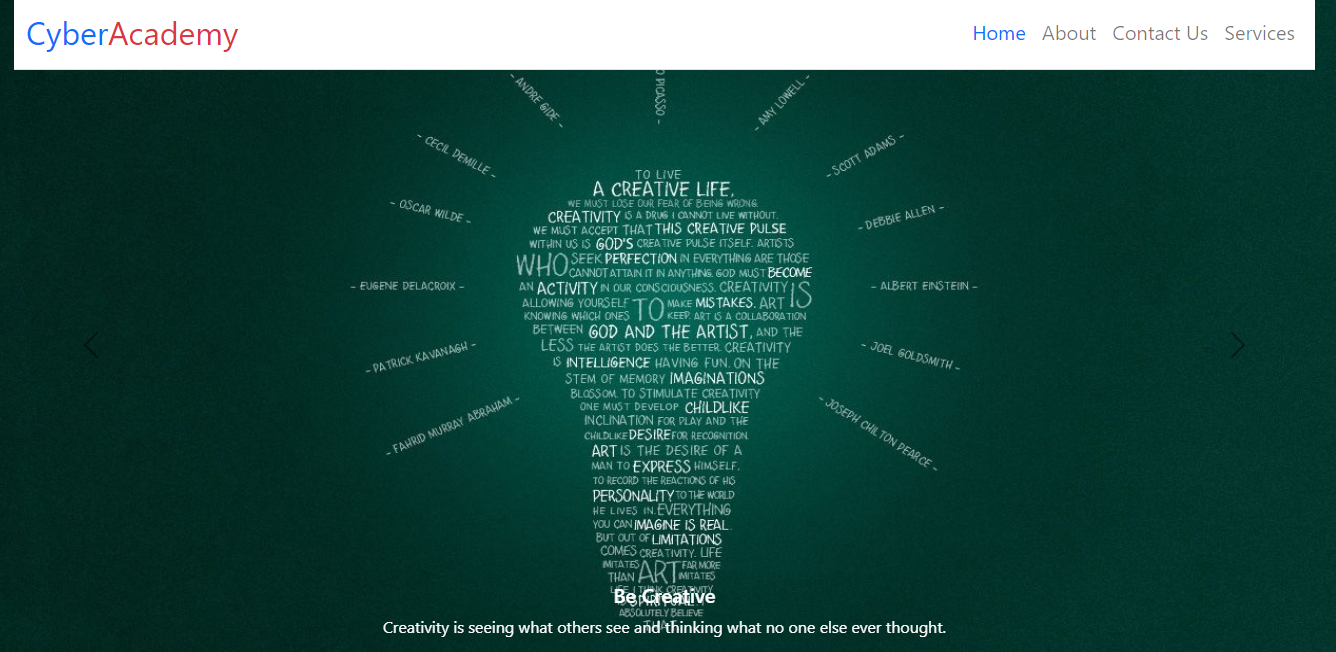 CyberAcademy
Home About Contact Us Services
- ANDRE GIDE -
O PICASSO -
- AMY LOWELL -
- CECIL DEMILLE -
- SCOTT ADAMS -
- OSCAR WILDE -
- DEBBIE ALLEN -
- EUGENE DELACROIX -
- ALBERT EINSTEIN -
- PATRICK KAVANAGH -
- JOEL GOLDSMITH -
- FAHRID MURRAY ABRAHAM -
- JOSEPH CHILTON PEARCE -
TO LIVE
A CREATIVE LIFE,
WE MUST LOSE OUR FEAR OF BEING WRONG.
CREATIVITY IS A DRUG I CANNOT LIVE WITHOUT.
WE MUST ACCEPT THAT THIS CREATIVE PULSE
WITHIN US IS GOD'S CREATIVE PULSE ITSELF. ARTISTS
WHO SEEK PERFECTION IN EVERYTHING ARE THOSE
CANNOT ATTAIN IT IN ANYTHING. GOD MUST BECOME
AN ACTIVITY IN OUR CONSCIOUSNESS. CREATIVITY IS
ALLOWING YOURSELF TO MAKE MISTAKES. ART
KNOWING WHICH ONES KEEP. ART IS A COLLABORATION
BETWEEN GOD AND THE ARTIST, AND THE
LESS THE ARTIST DOES THE BETTER. CREATIVITY
IS INTELLIGENCE HAVING FUN. ON THE
STEM OF MEMORY IMAGINATIONS
BLOSSOM. TO STIMULATE CREATIVITY
ONE MUST DEVELOP CHILDLIKE
INCLINATION FOR PLAY AND THE
CHILDLIKE DESIRE FOR RECOGNITION.
ART IS THE DESIRE OF A
MAN TO EXPRESS HIMSELF,
TO RECORD THE REACTIONS OF HIS
PERSONALITY TO THE WORLD
HE LIVES IN. EVERYTHING
YOU CAN IMAGINE IS REAL.
BUT OUT OF LIMITATIONS
COMES CREATIVITY. LIFE
IMITATES ART FAR MORE
THAN IMITATES
LIFE. I THINK CREATIVITY
IS SPIRITUAL. I
Be Creative
ABSOLUTELY BELIEVE
THAT.
Creativity is seeing what others see and thinking what no one else ever thought.